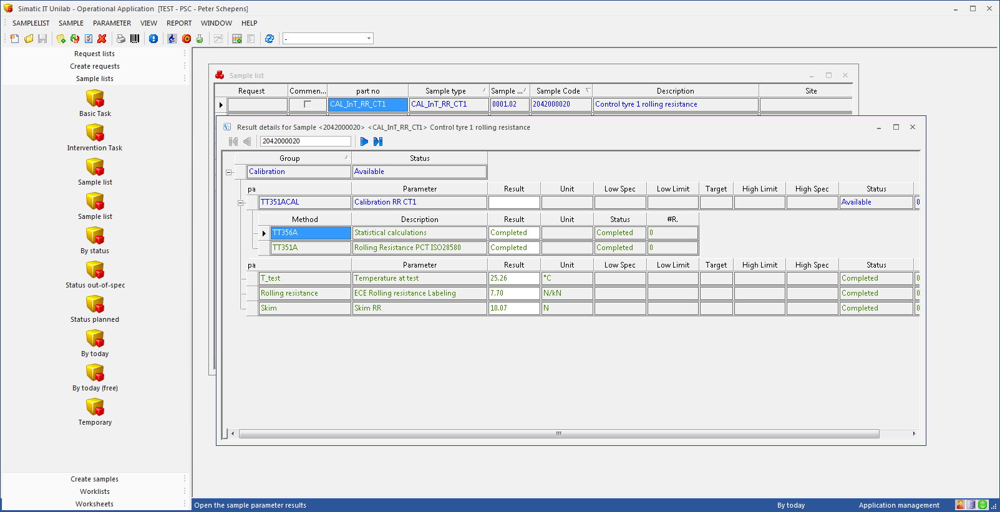 Simatic IT Unilab - Operational Application [TEST - PSC - Peter Schepens]
SAMPLELIST SAMPLE PARAMETER VIEW REPORT WINDOW HELP
-
Request lists
Create requests
Sample lists
Basic Task
Intervention Task
Sample list
Sample list
By status
Status out-of-spec
Status planned
By today
By today (free)
Temporary
Create samples
Worklists
Worksheets
Sample list
Request Commen... part no Sample type Sample ... Sample Code Description Site
CAL_InT_RR_CT1 CAL_InT_RR_CT1 0001.02 2042000020 Control tyre 1 rolling resistance
Result details for Sample <2042000020> <CAL_InT_RR_CT1> Control tyre 1 rolling resistance
2042000020
Group Status
Calibration Available
pa Parameter Result Unit Low Spec Low Limit Target High Limit High Spec Status
TT351ACAL Calibration RR CT1 Available 0
Method Description Result Unit Status #R.
TT356A Statistical calculations Completed Completed 0
TT351A Rolling Resistance PCT ISO28580 Completed Completed 0
pa Parameter Result Unit Low Spec Low Limit Target High Limit High Spec Status
T_test Temperature at test 25.26 °C Completed 0
Rolling resistance ECE Rolling resistance Labeling 7.70 N/kN Completed 0
Skim Skim RR 10.07 N Completed 0
Open the sample parameter results By today Application management